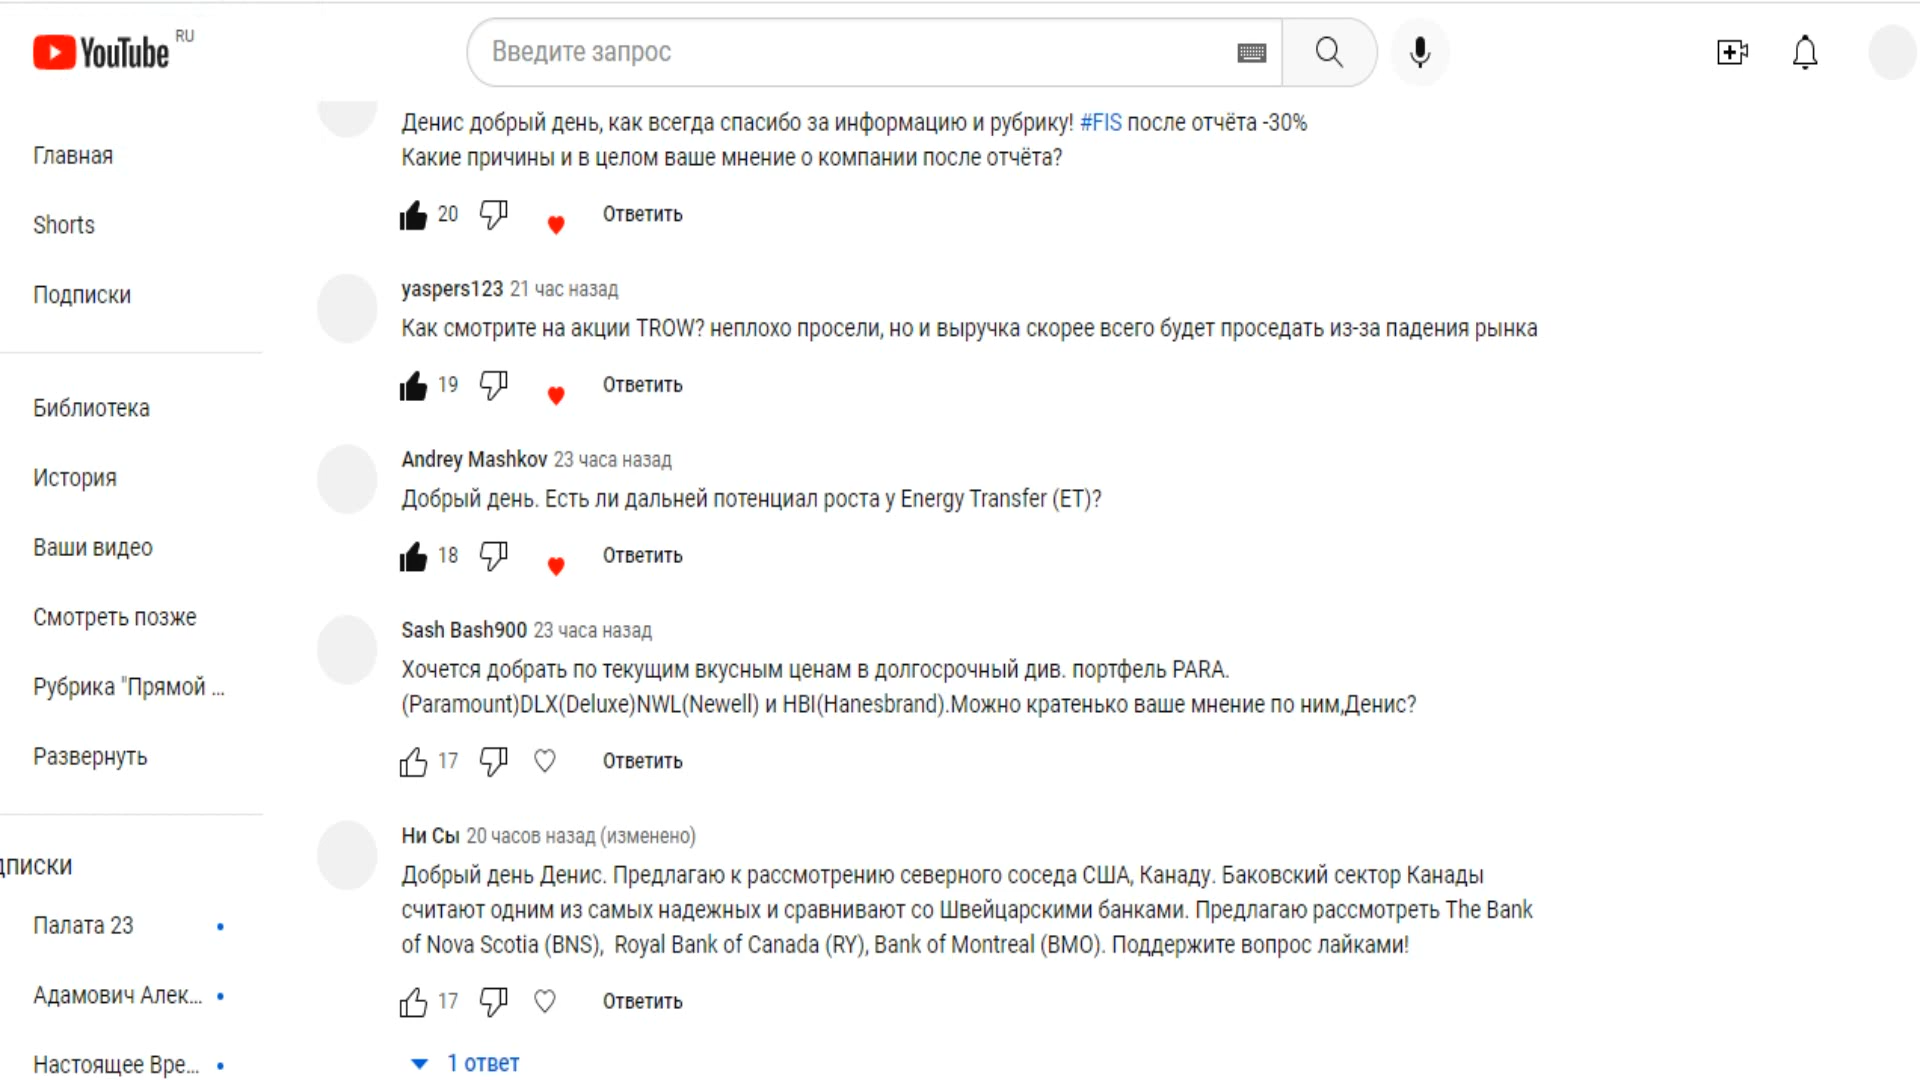 YouTube RU
Введите запрос
Главная
Shorts
Подписки
Библиотека
История
Ваши видео
Смотреть позже
Рубрика "Прямой ...
Развернуть
дписки
Палата 23
Адамович Алек...
Настоящее Вре...
Денис добрый день, как всегда спасибо за информацию и рубрику! #FIS после отчёта -30%
Какие причины и в целом ваше мнение о компании после отчёта?
20 Ответить
yaspers123 21 час назад
Как смотрите на акции TROW? неплохо просели, но и выручка скорее всего будет проседать из-за падения рынка
19 Ответить
Andrey Mashkov 23 часа назад
Добрый день. Есть ли дальней потенциал роста у Energy Transfer (ET)?
18 Ответить
Sash Bash900 23 часа назад
Хочется добрать по текущим вкусным ценам в долгосрочный див. портфель PARA.
(Paramount)DLX(Deluxe)NWL(Newell) и HBI(Hanesbrand).Можно кратенько ваше мнение по ним,Денис?
17 Ответить
Ни Сы 20 часов назад (изменено)
Добрый день Денис. Предлагаю к рассмотрению северного соседа США, Канаду. Баковский сектор Канады
считают одним из самых надежных и сравнивают со Швейцарскими банками. Предлагаю рассмотреть The Bank
of Nova Scotia (BNS), Royal Bank of Canada (RY), Bank of Montreal (BMO). Поддержите вопрос лайками!
17 Ответить
1 ответ